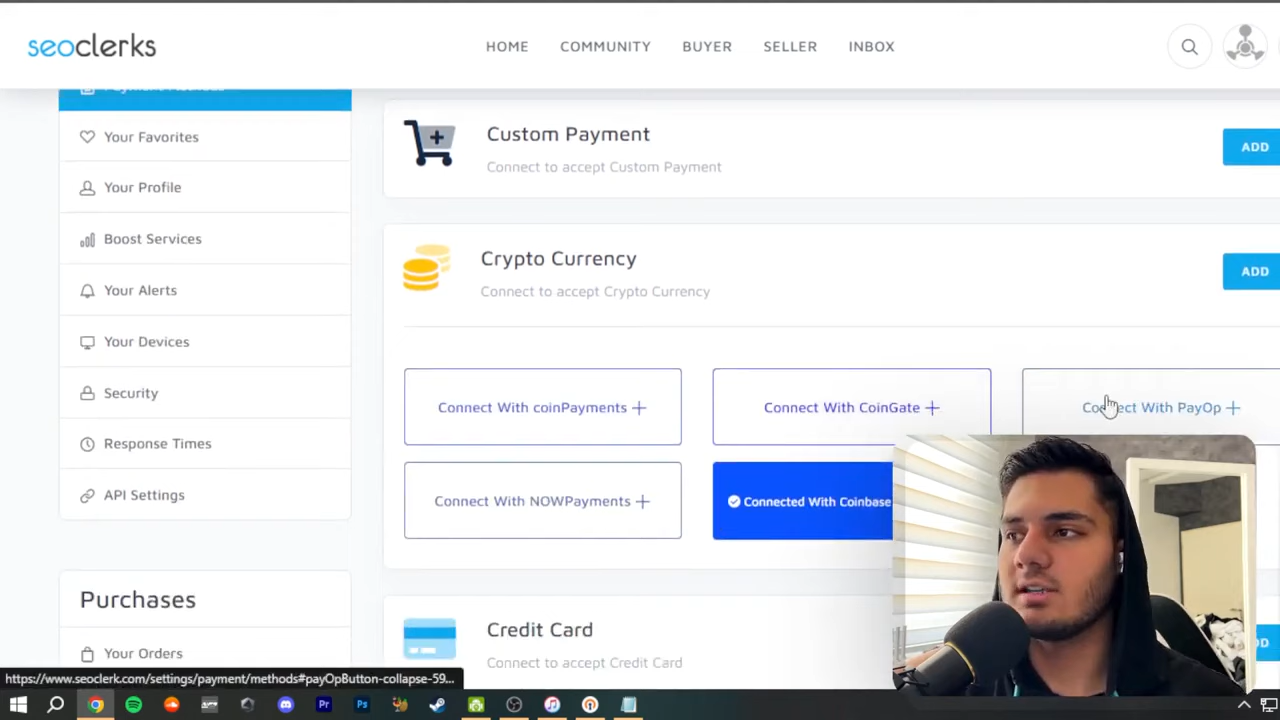 seoclerks
HOME
COMMUNITY
BUYER
SELLER
INBOX
Your Favorites
Your Profile
Boost Services
Your Alerts
Your Devices
Security
Response Times
API Settings
Purchases
Your Orders
Custom Payment
Connect to accept Custom Payment
ADD
Crypto Currency
Connect to accept Crypto Currency
ADD
Connect With coinPayments +
Connect With CoinGate +
Connect With PayOp +
Connect With NOWPayments +
Connected With Coinbase
Credit Card
Connect to accept Credit Card
https://www.seoclerk.com/settings/payment/methods#payOpButton-collapse-59...
Pr
Ps